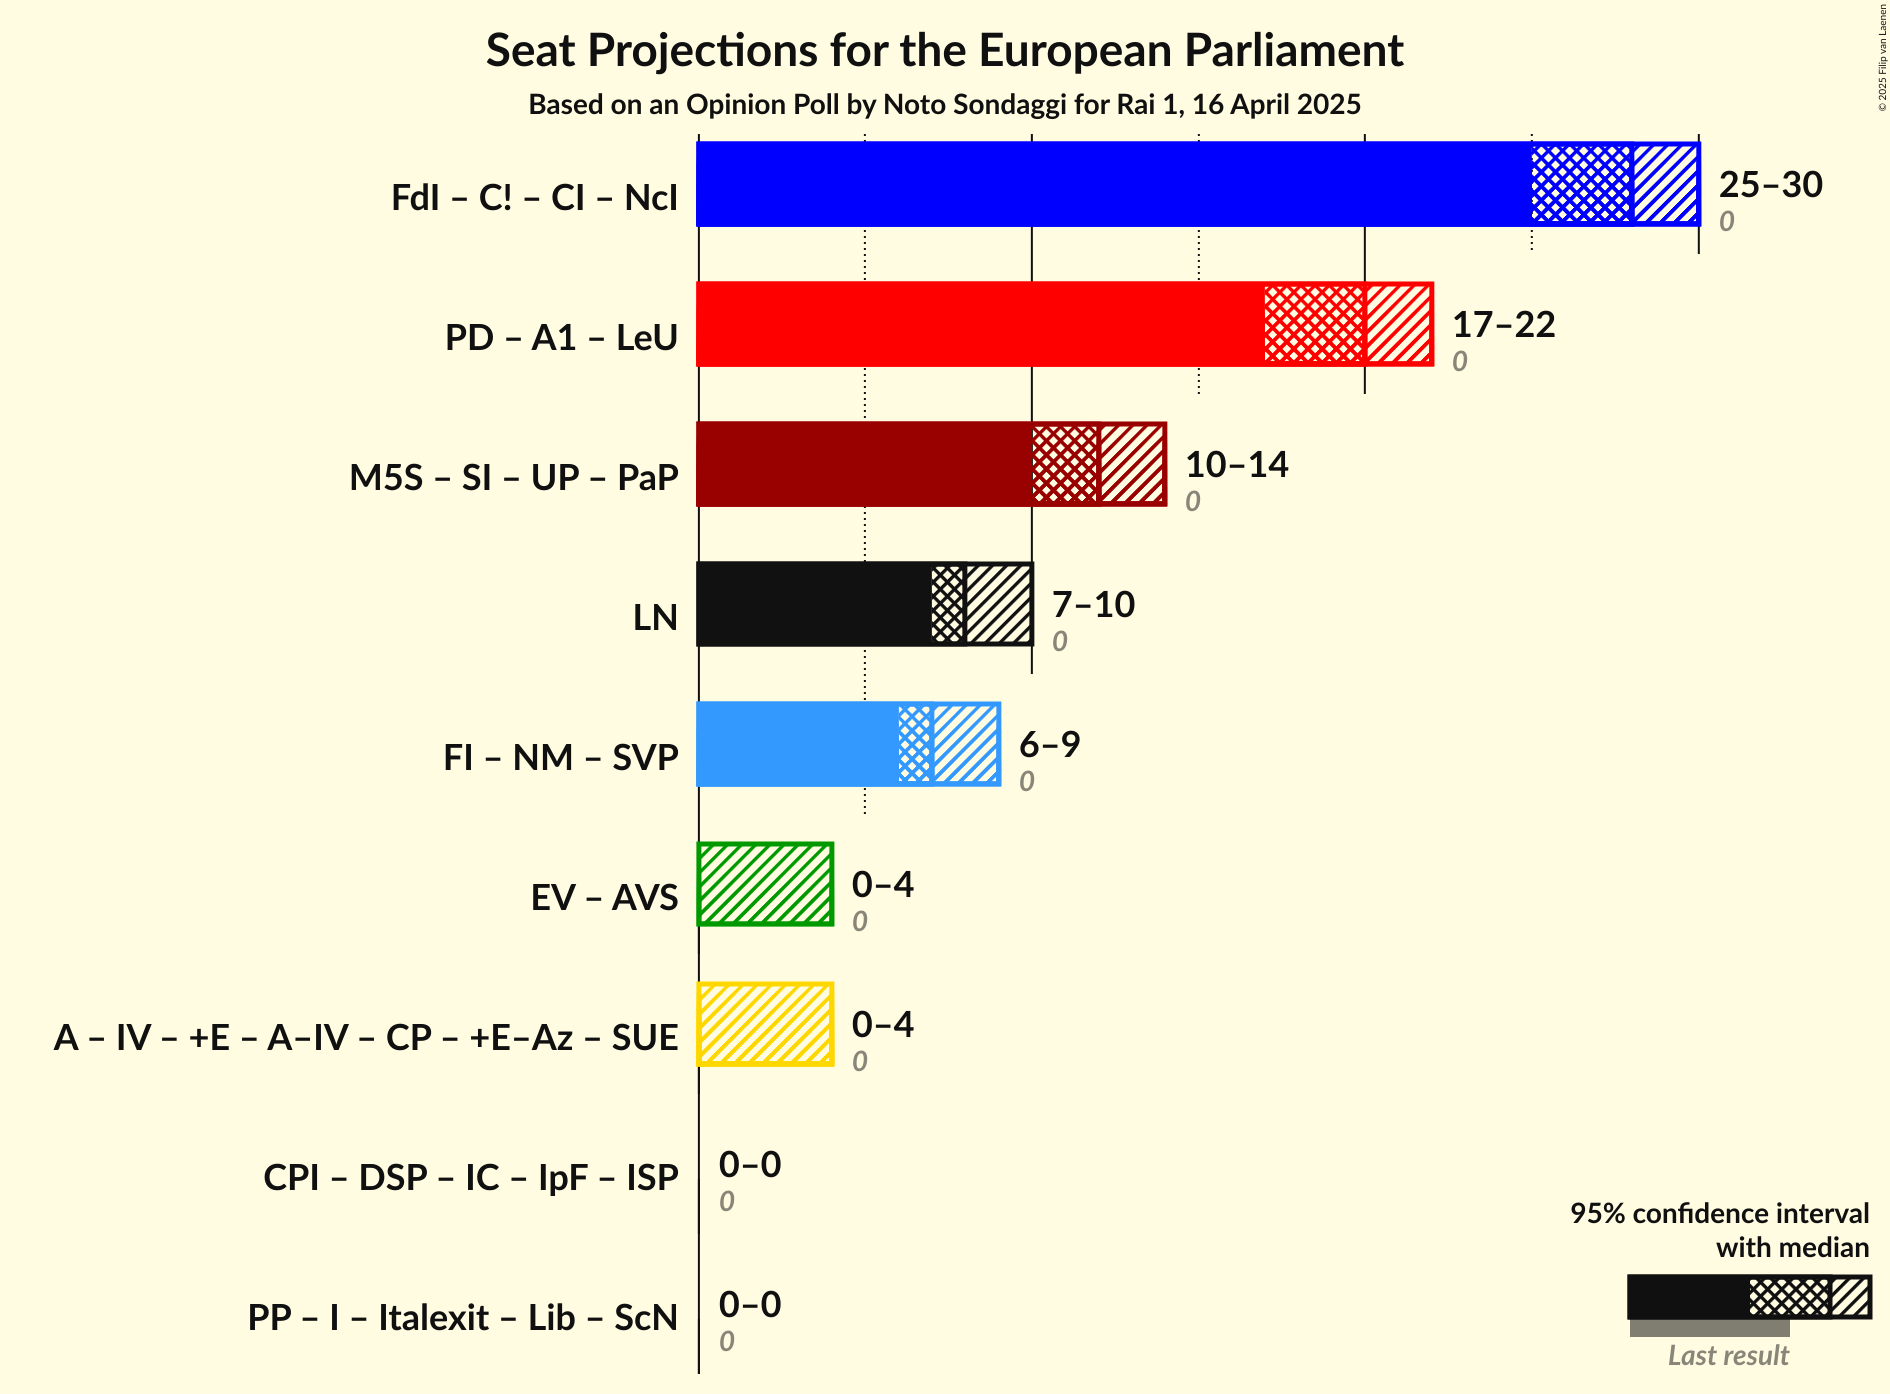 Seat Projections for the European Parliament
Based on an Opinion Poll by Noto Sondaggi for Rai 1, 16 April 2025
© 2025 Filip van Laenen
FdI – C! – CI – NcI
25–30
0
PD – A1 – LeU
17–22
0
M5S – SI – UP – PaP
10–14
0
LN
7–10
0
FI – NM – SVP
6–9
0
EV – AVS
0–4
0
A – IV – +E – A–IV – CP – +E–Az – SUE
0–4
0
CPI – DSP – IC – IpF – ISP
0–0
0
PP – I – Italexit – Lib – ScN
0–0
0
95% confidence interval
with median
Last result